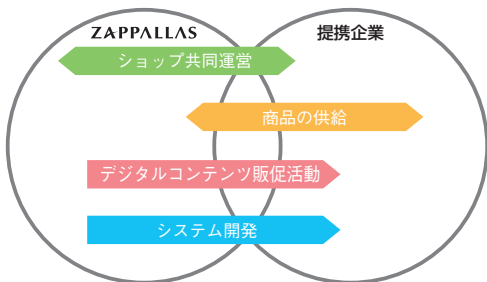 ZAPPALLAS
提携企業
ショップ共同運営
商品の供給
デジタルコンテンツ販促活動
システム開発